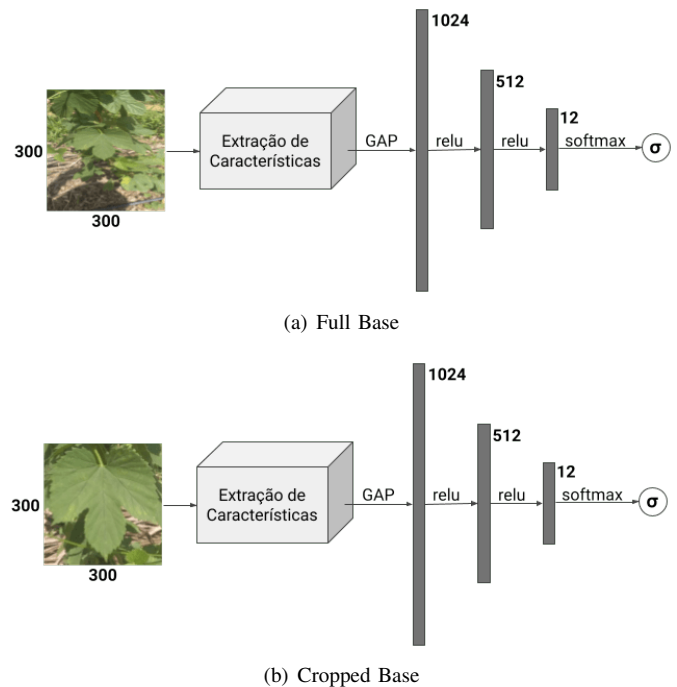 1024
512
12
300
Extração de
Características
GAP
relu
relu
softmax
σ
300
(a) Full Base
1024
512
12
300
Extração de
Características
GAP
relu
relu
softmax
σ
300
(b) Cropped Base